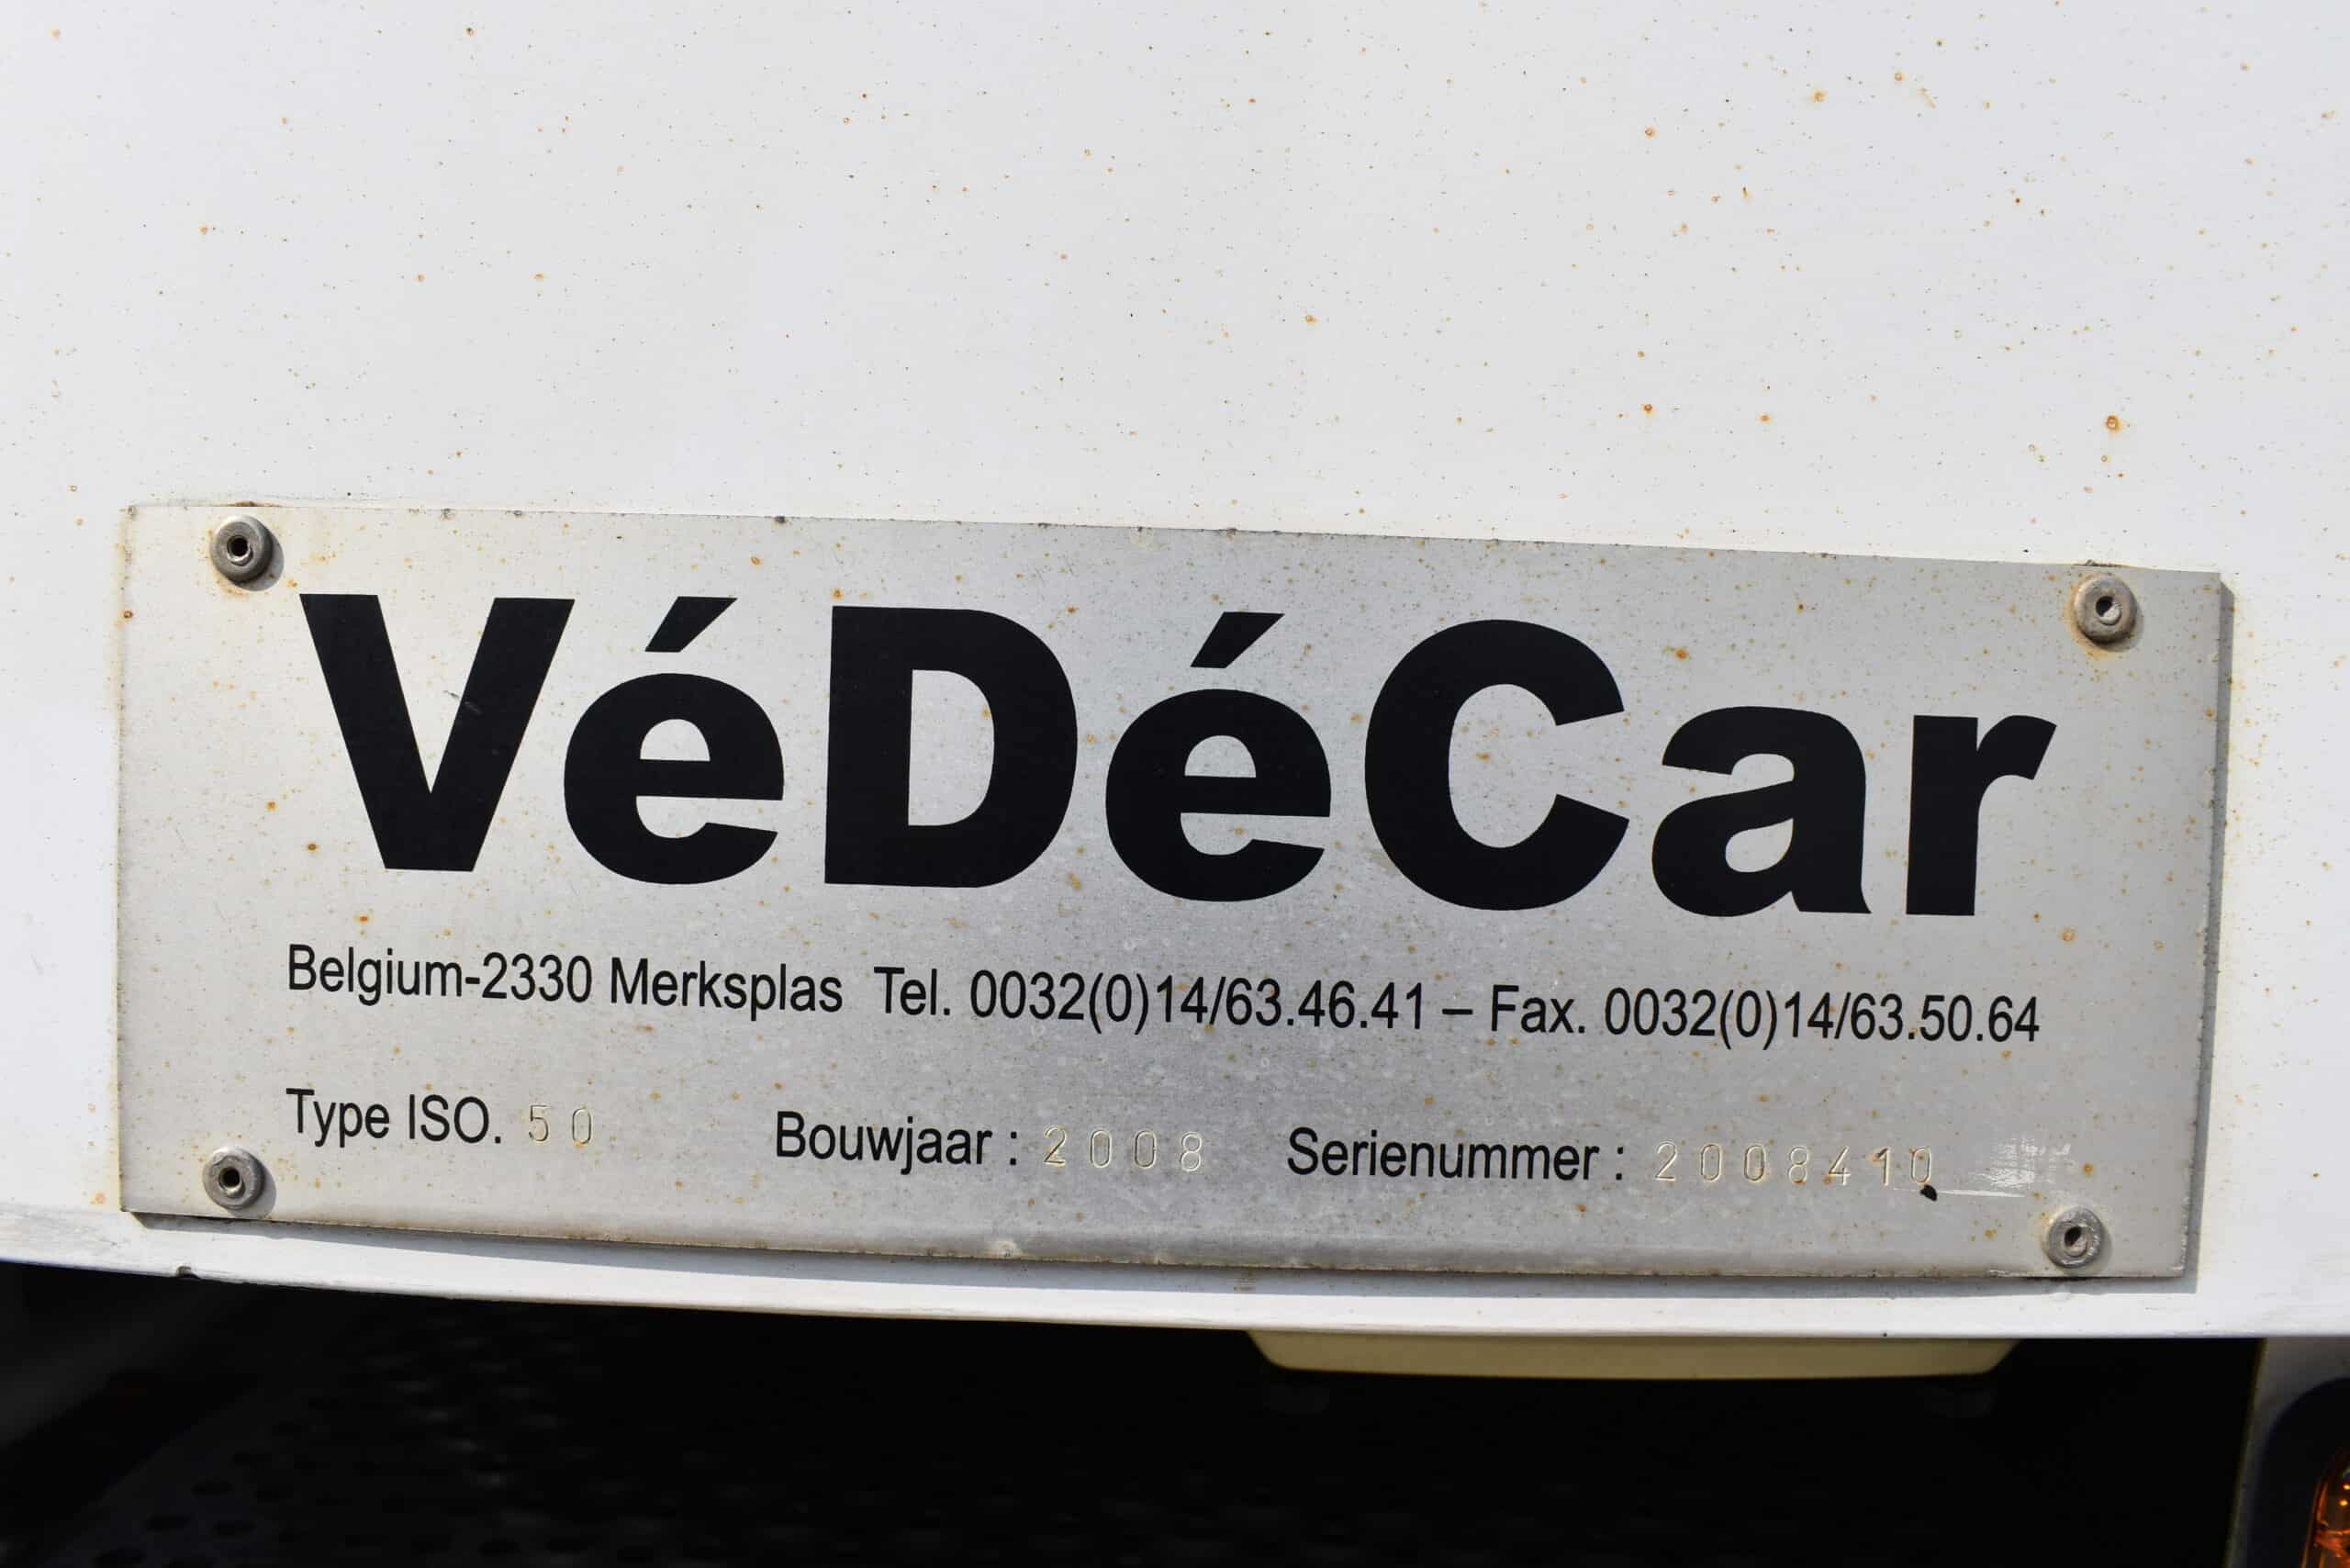 VéDéCar
Belgium-2330 Merksplas Tel. 0032(0)14/63.46.41 – Fax. 0032(0)14/63.50.64
Type ISO. 50 Bouwjaar : 2008 Serienummer : 2008410